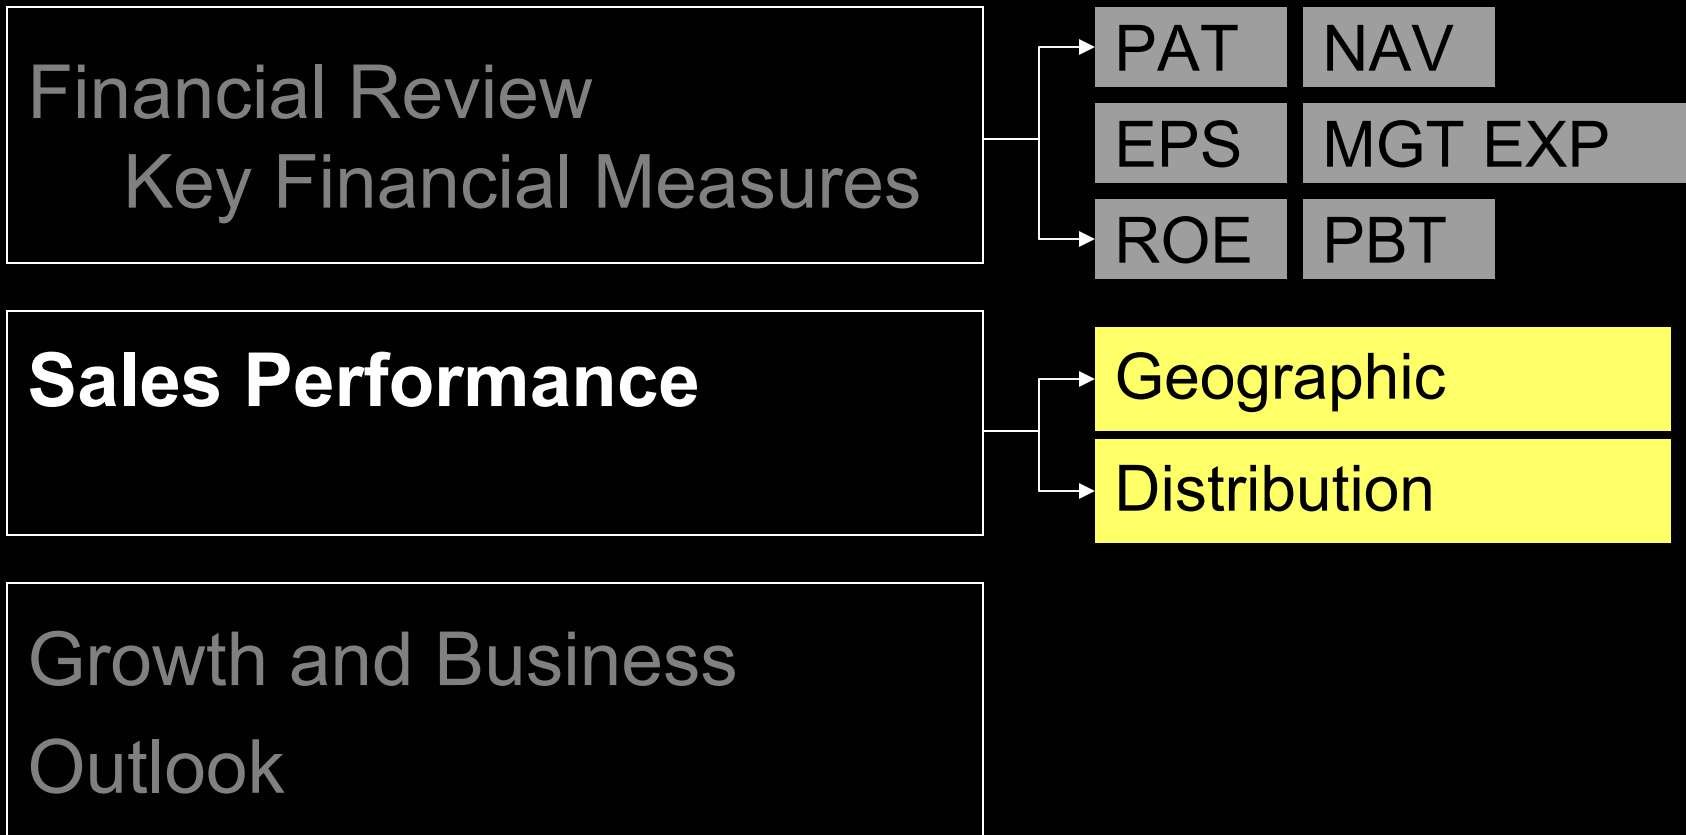 Financial Review
Key Financial Measures
PAT
NAV
EPS
MGT EXP
ROE
PBT
Sales Performance
Geographic
Distribution
Growth and Business
Outlook